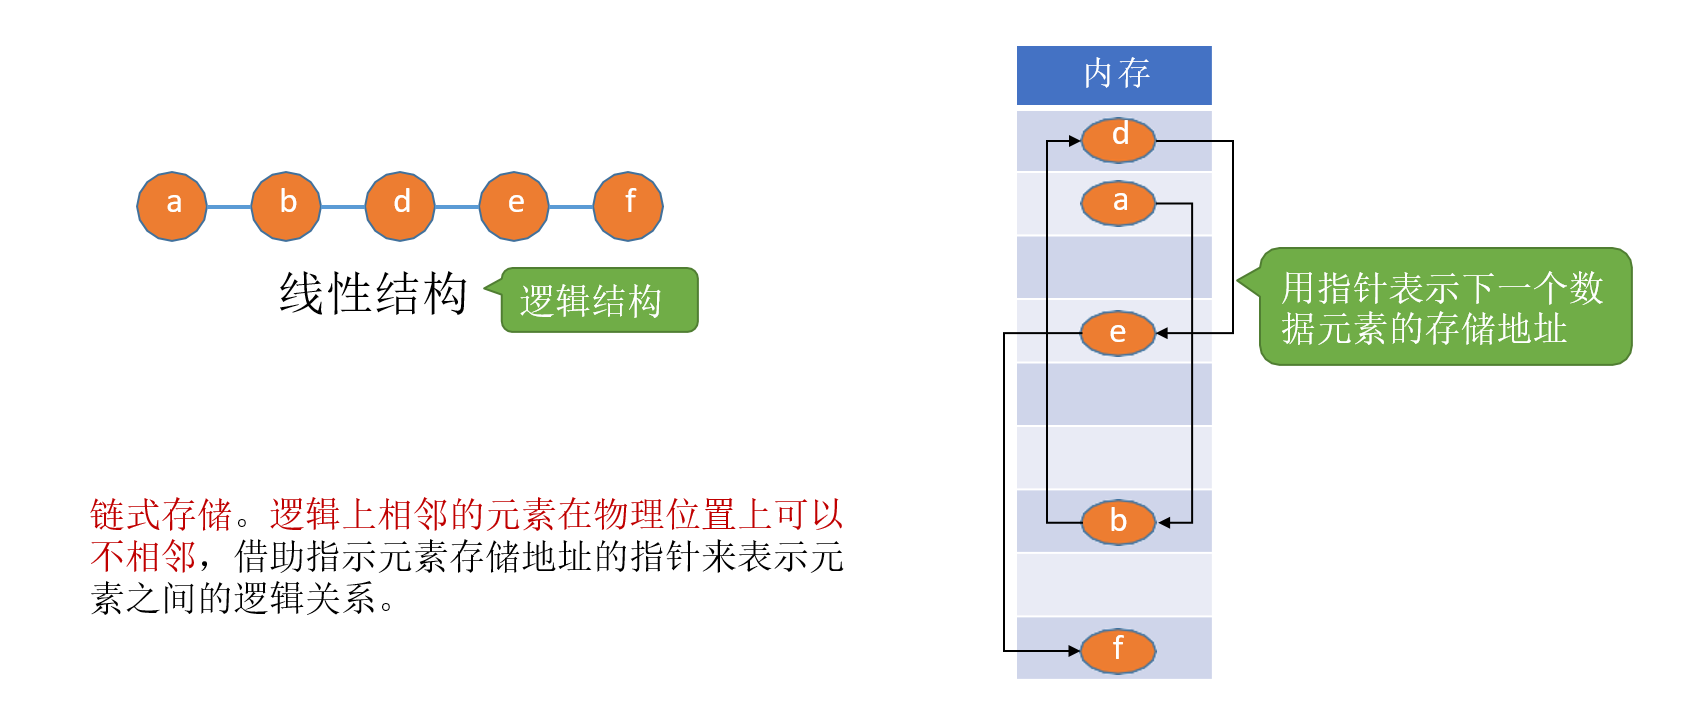 a b d e f
线性结构
逻辑结构
链式存储。逻辑上相邻的元素在物理位置上可以
不相邻，借助指示元素存储地址的指针来表示元
素之间的逻辑关系。
内存
d
a
e
b
f
用指针表示下一个数
据元素的存储地址